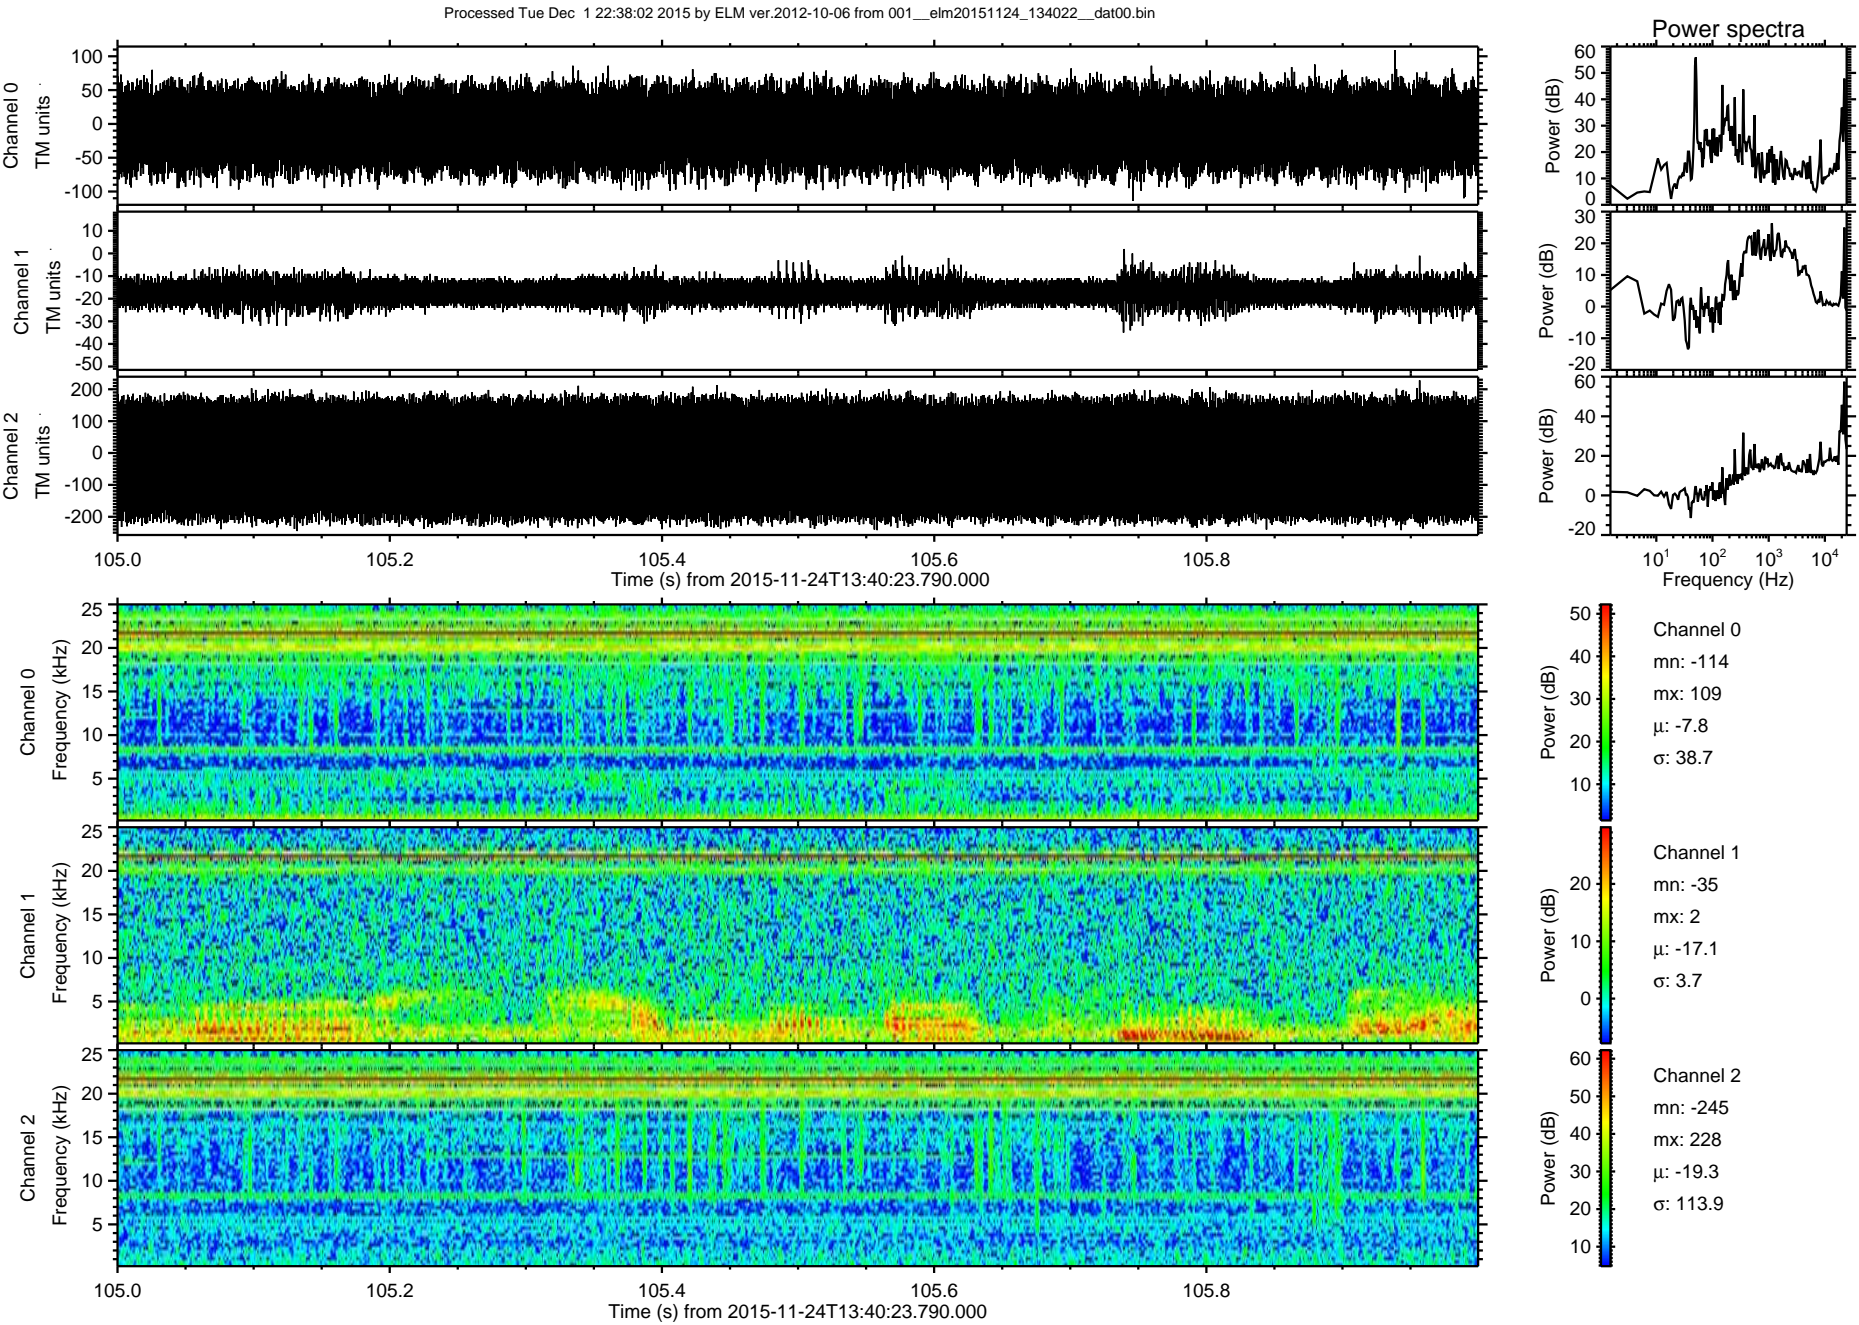 Processed Tue Dec  1 22:38:02 2015 by ELM ver.2012-10-06 from 001__elm20151124_134022__dat00.bin
Power spectra
Channel 0
TM units
100
50
0
-50
-100
Power (dB)
60
50
40
30
20
10
0
Channel 1
TM units
10
0
-10
-20
-30
-40
-50
Power (dB)
30
20
10
0
-10
-20
Channel 2
TM units
200
100
0
-100
-200
Power (dB)
60
40
20
0
-20
105.0 105.2 105.4 105.6 105.8
Time (s) from 2015-11-24T13:40:23.790.000
10¹ 10² 10³ 10⁴
Frequency (Hz)
Channel 0
Frequency (kHz)
25
20
15
10
5
Power (dB)
50
40
30
20
10
Channel 0
mn: -114
mx: 109
μ: -7.8
σ: 38.7
Channel 1
Frequency (kHz)
25
20
15
10
5
Power (dB)
20
10
0
Channel 1
mn: -35
mx: 2
μ: -17.1
σ: 3.7
Channel 2
Frequency (kHz)
25
20
15
10
5
Power (dB)
60
50
40
30
20
10
Channel 2
mn: -245
mx: 228
μ: -19.3
σ: 113.9
105.0 105.2 105.4 105.6 105.8
Time (s) from 2015-11-24T13:40:23.790.000